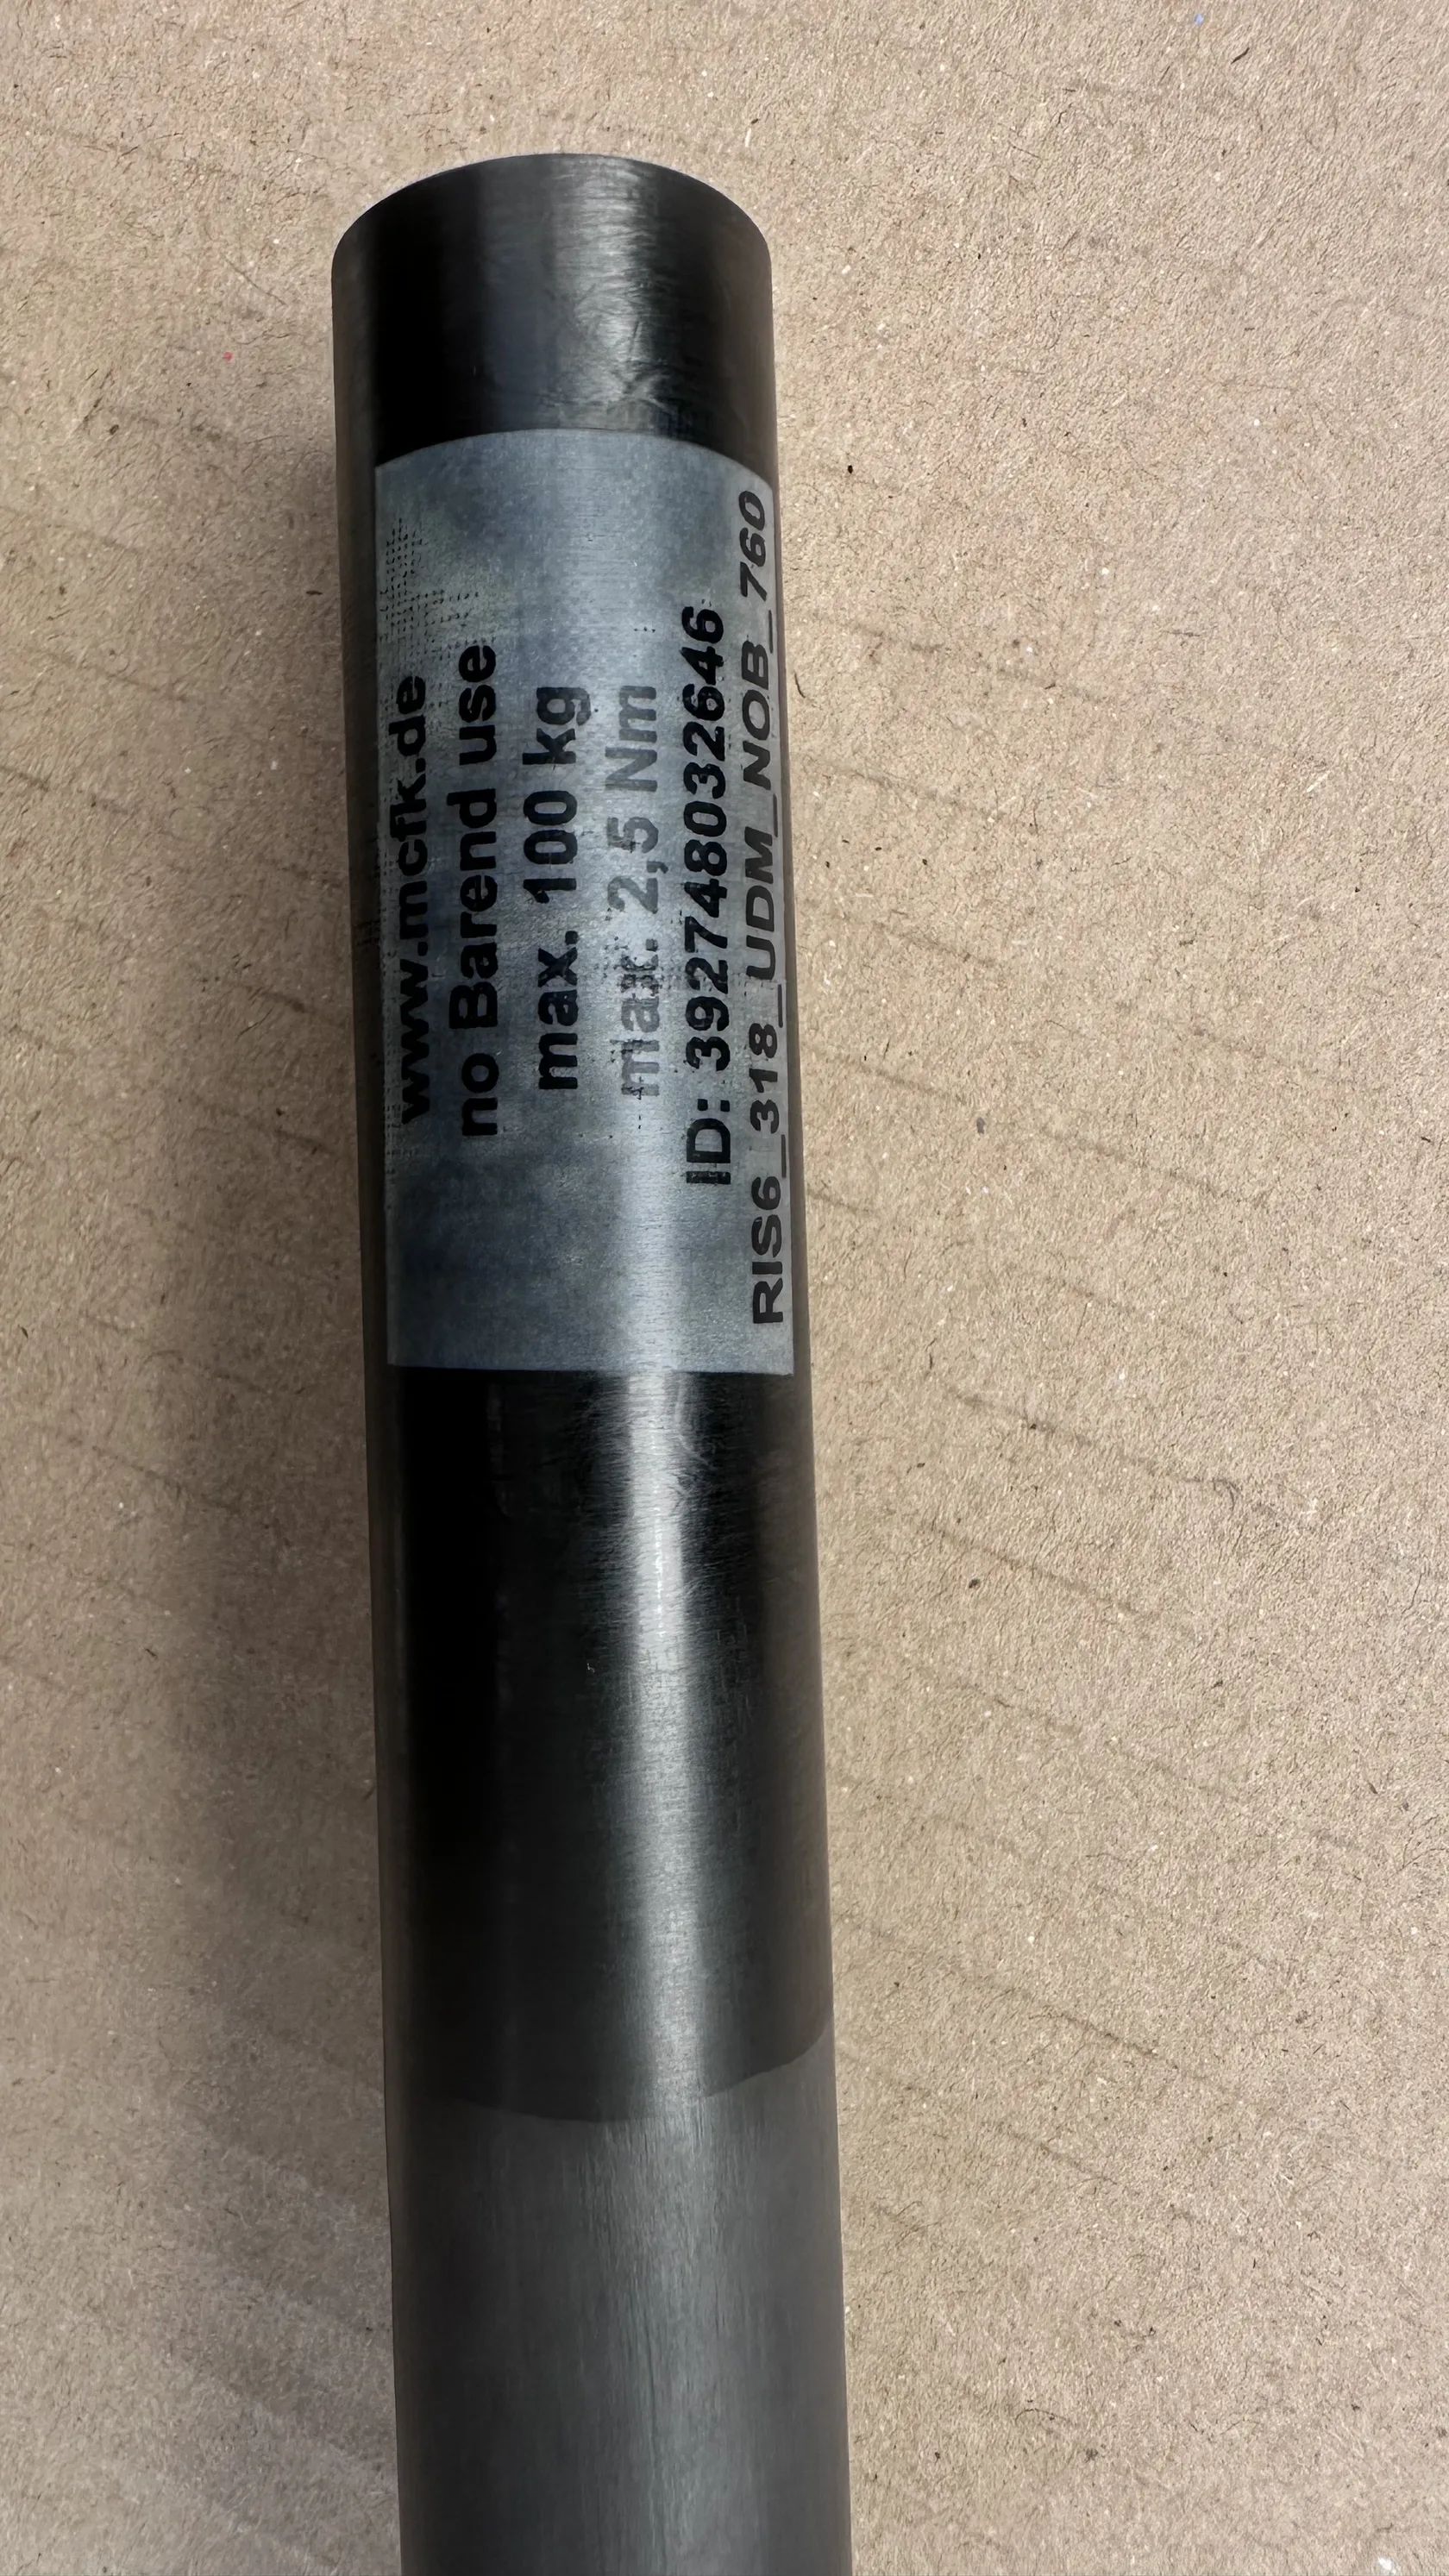 www.mcfk.de
no Barend use
max. 100 kg
max. 2,5 Nm
ID: 392748032646
RIS6_318_UDM_NOB_760